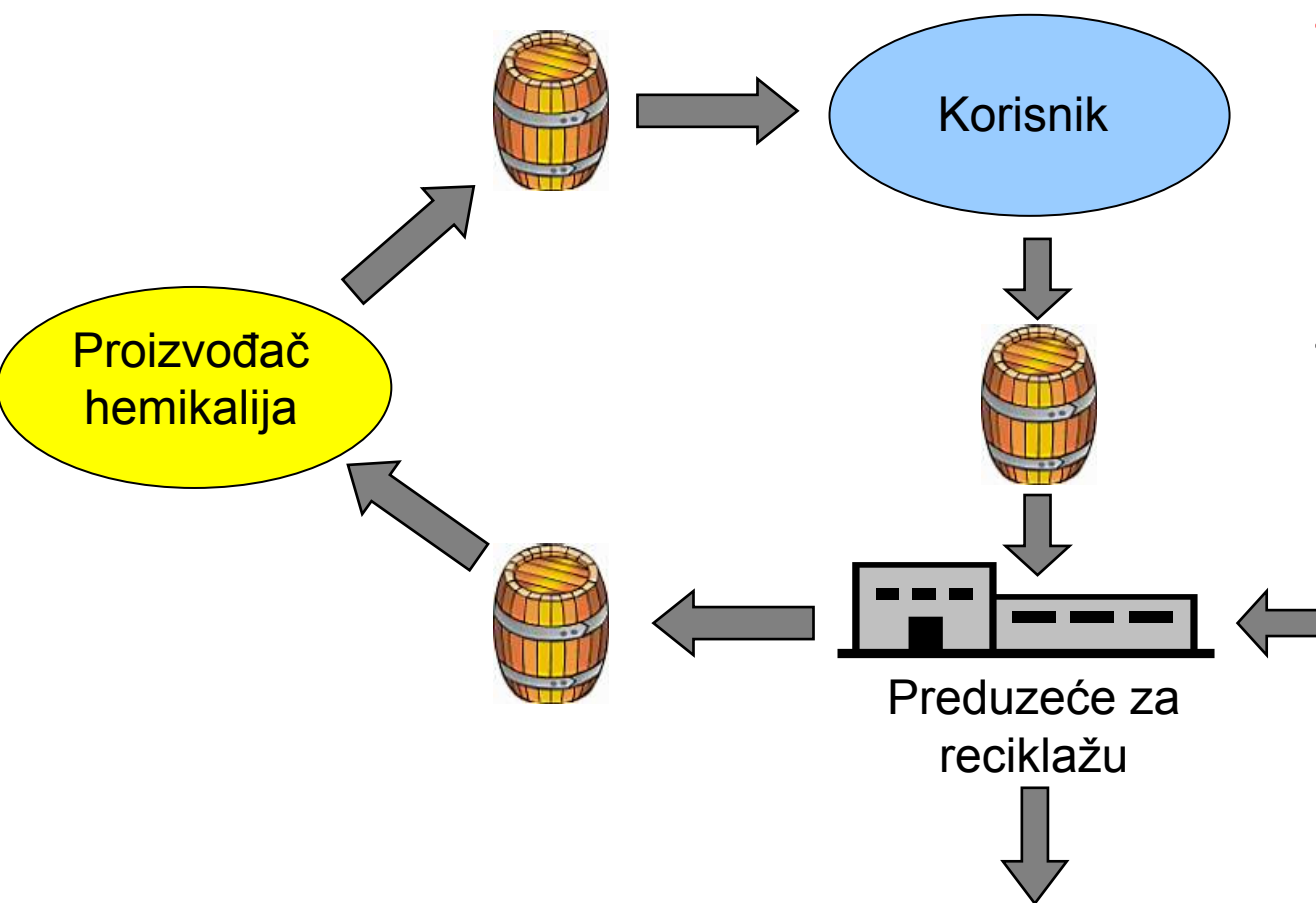 Korisnik
Proizvođač
hemikalija
Preduzeće za
reciklažu